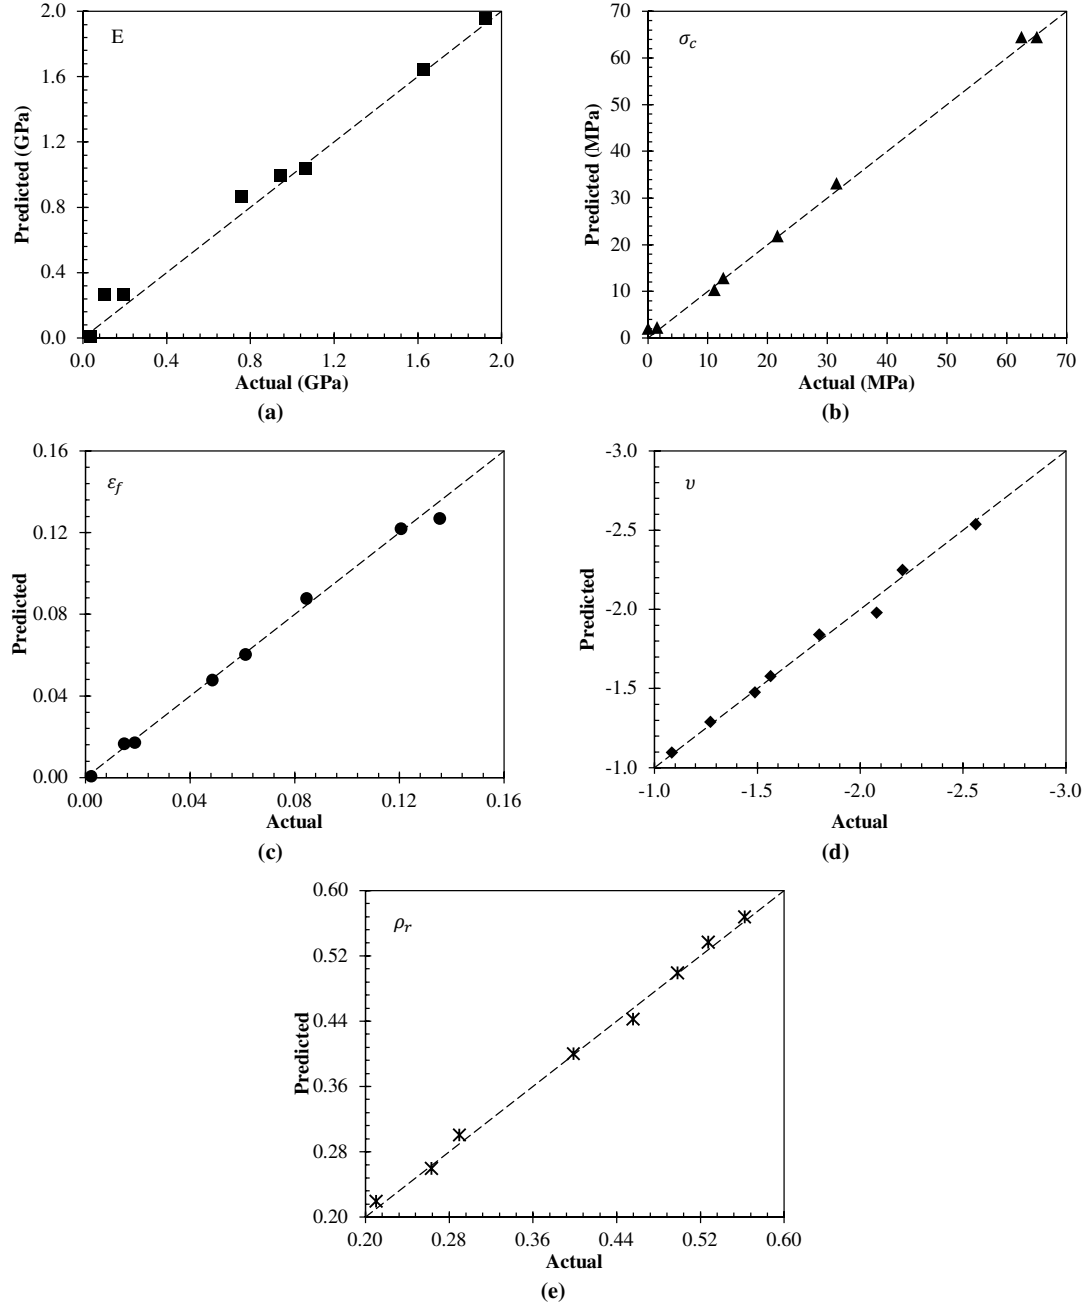 E
2.0
1.6
1.2
0.8
0.4
0.0
Predicted (GPa)
0.0 0.4 0.8 1.2 1.6 2.0
Actual (GPa)
(a)
σc
70
60
50
40
30
20
10
0
Predicted (MPa)
0 10 20 30 40 50 60 70
Actual (MPa)
(b)
εf
0.16
0.12
0.08
0.04
0.00
Predicted
0.00 0.04 0.08 0.12 0.16
Actual
(c)
υ
-3.0
-2.5
-2.0
-1.5
-1.0
Predicted
-1.0 -1.5 -2.0 -2.5 -3.0
Actual
(d)
ρr
0.60
0.52
0.44
0.36
0.28
0.20
Predicted
0.20 0.28 0.36 0.44 0.52 0.60
Actual
(e)